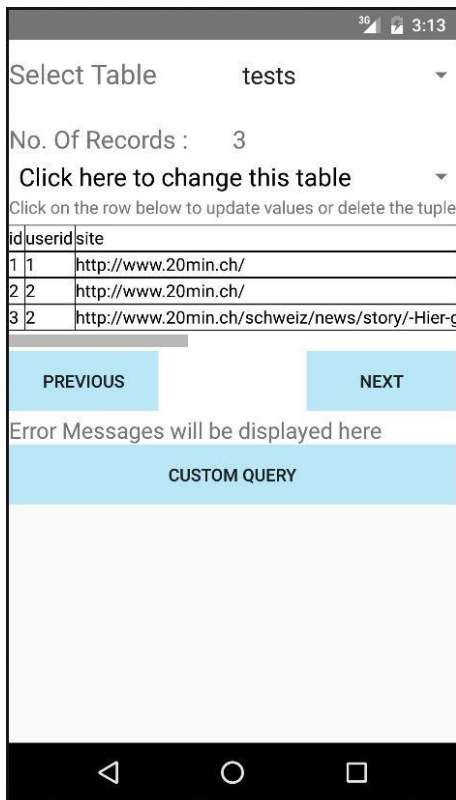 3G 3:13
Select Table tests
No. Of Records : 3
Click here to change this table
Click on the row below to update values or delete the tuple
id userid site
1 1 http://www.20min.ch/
2 2 http://www.20min.ch/
3 2 http://www.20min.ch/schweiz/news/story/-Hier-g
PREVIOUS NEXT
Error Messages will be displayed here
CUSTOM QUERY